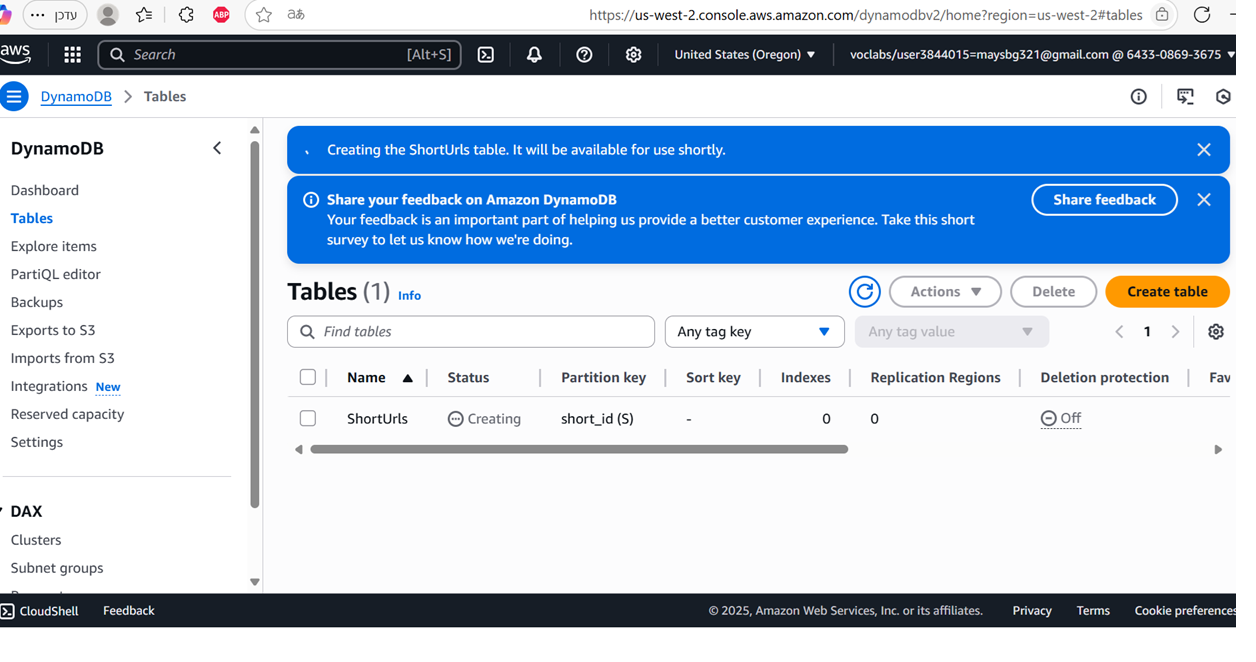 עדכן
ABP
aあ
https://us-west-2.console.aws.amazon.com/dynamodbv2/home?region=us-west-2#tables
aws
Search
[Alt+S]
United States (Oregon)
voclabs/user3844015=maysbg321@gmail.com @ 6433-0869-3675
DynamoDB
Tables
DynamoDB
Dashboard
Tables
Explore items
PartiQL editor
Backups
Exports to S3
Imports from S3
Integrations New
Reserved capacity
Settings
DAX
Clusters
Subnet groups
Creating the ShortUrls table. It will be available for use shortly.
Share your feedback on Amazon DynamoDB
Your feedback is an important part of helping us provide a better customer experience. Take this short
survey to let us know how we're doing.
Share feedback
Tables (1) Info
Actions
Delete
Create table
Find tables
Any tag key
Any tag value
1
Name Status Partition key Sort key Indexes Replication Regions Deletion protection Fav
ShortUrls Creating short_id (S) - 0 0 Off
CloudShell Feedback © 2025, Amazon Web Services, Inc. or its affiliates. Privacy Terms Cookie preferences